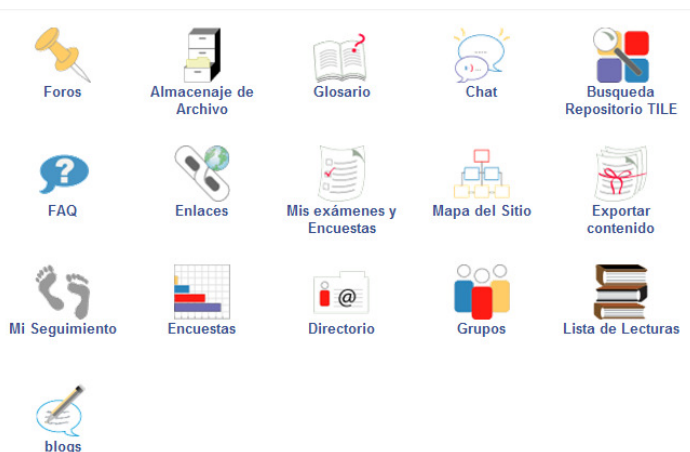 Foros
Almacenaje de
Archivo
Glosario
Chat
Busqueda
Repositorio TILE
FAQ
Enlaces
Mis exámenes y
Encuestas
Mapa del Sitio
Exportar
contenido
Mi Seguimiento
Encuestas
Directorio
Grupos
Lista de Lecturas
blogs